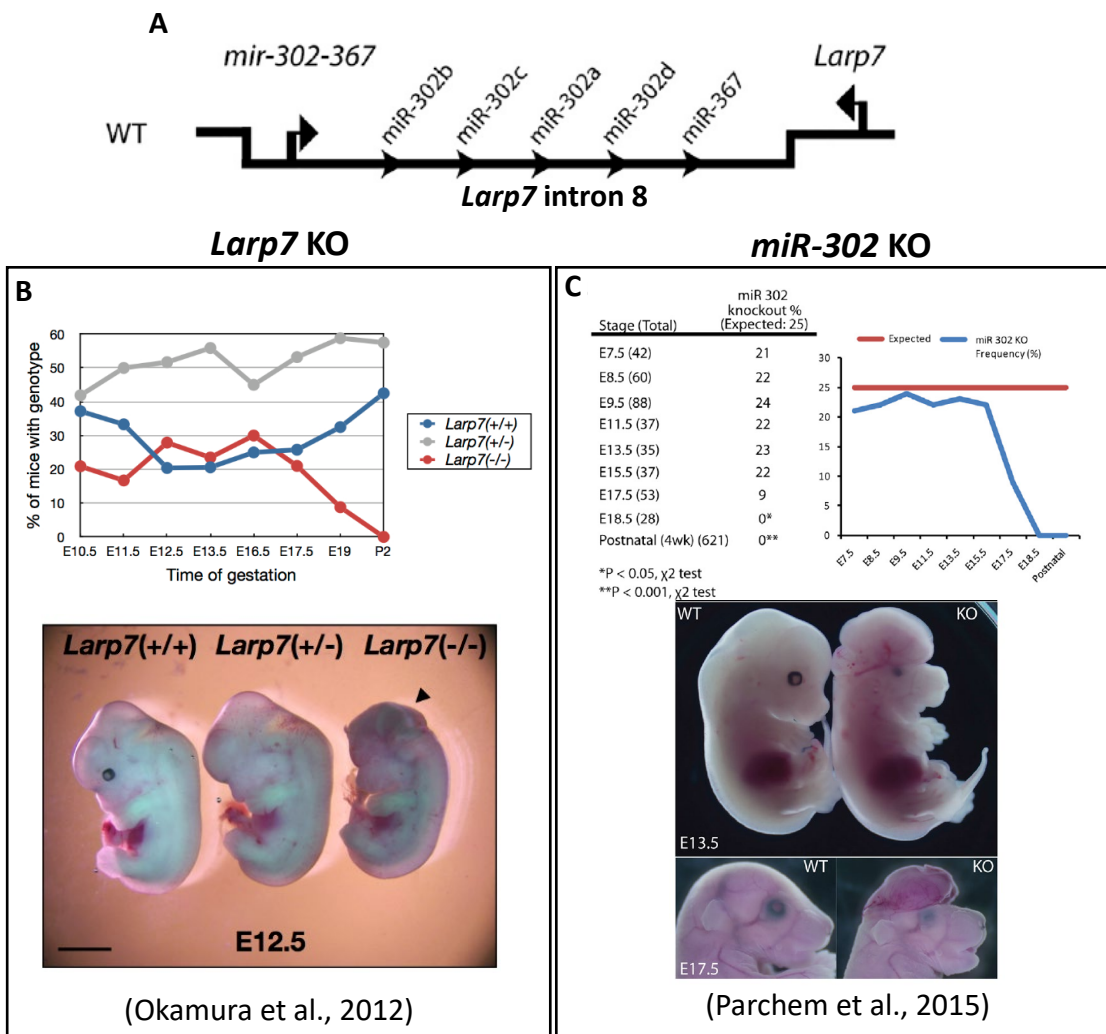 A
mir-302-367
miR-302b
miR-302c
miR-302a
miR-302d
miR-367
Larp7
WT
Larp7 intron 8
Larp7 KO
miR-302 KO
B
% of mice with genotype
60
50
40
30
20
10
0
E10.5 E11.5 E12.5 E13.5 E16.5 E17.5 E19 P2
Time of gestation
Larp7(+/+)
Larp7(+/-)
Larp7(-/-)
Larp7(+/+) Larp7(+/-) Larp7(-/-)
E12.5
(Okamura et al., 2012)
C
miR 302
knockout %
Stage (Total) (Expected: 25)
E7.5 (42) 21
E8.5 (60) 22
E9.5 (88) 24
E11.5 (37) 22
E13.5 (35) 23
E15.5 (37) 22
E17.5 (53) 9
E18.5 (28) 0*
Postnatal (4wk) (621) 0**
*P < 0.05, χ2 test
**P < 0.001, χ2 test
Expected
miR 302 KO
Frequency (%)
30
25
20
15
10
5
0
E7.5 E8.5 E9.5 E11.5 E13.5 E15.5 E17.5 E18.5 Postnatal
WT KO
E13.5
WT KO
E17.5
(Parchem et al., 2015)